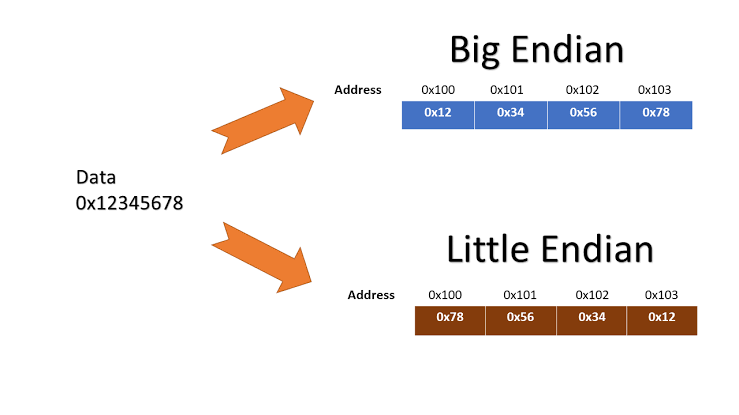 Big Endian
Address 0x100 0x101 0x102 0x103
0x12 0x34 0x56 0x78
Data
0x12345678
Little Endian
Address 0x100 0x101 0x102 0x103
0x78 0x56 0x34 0x12